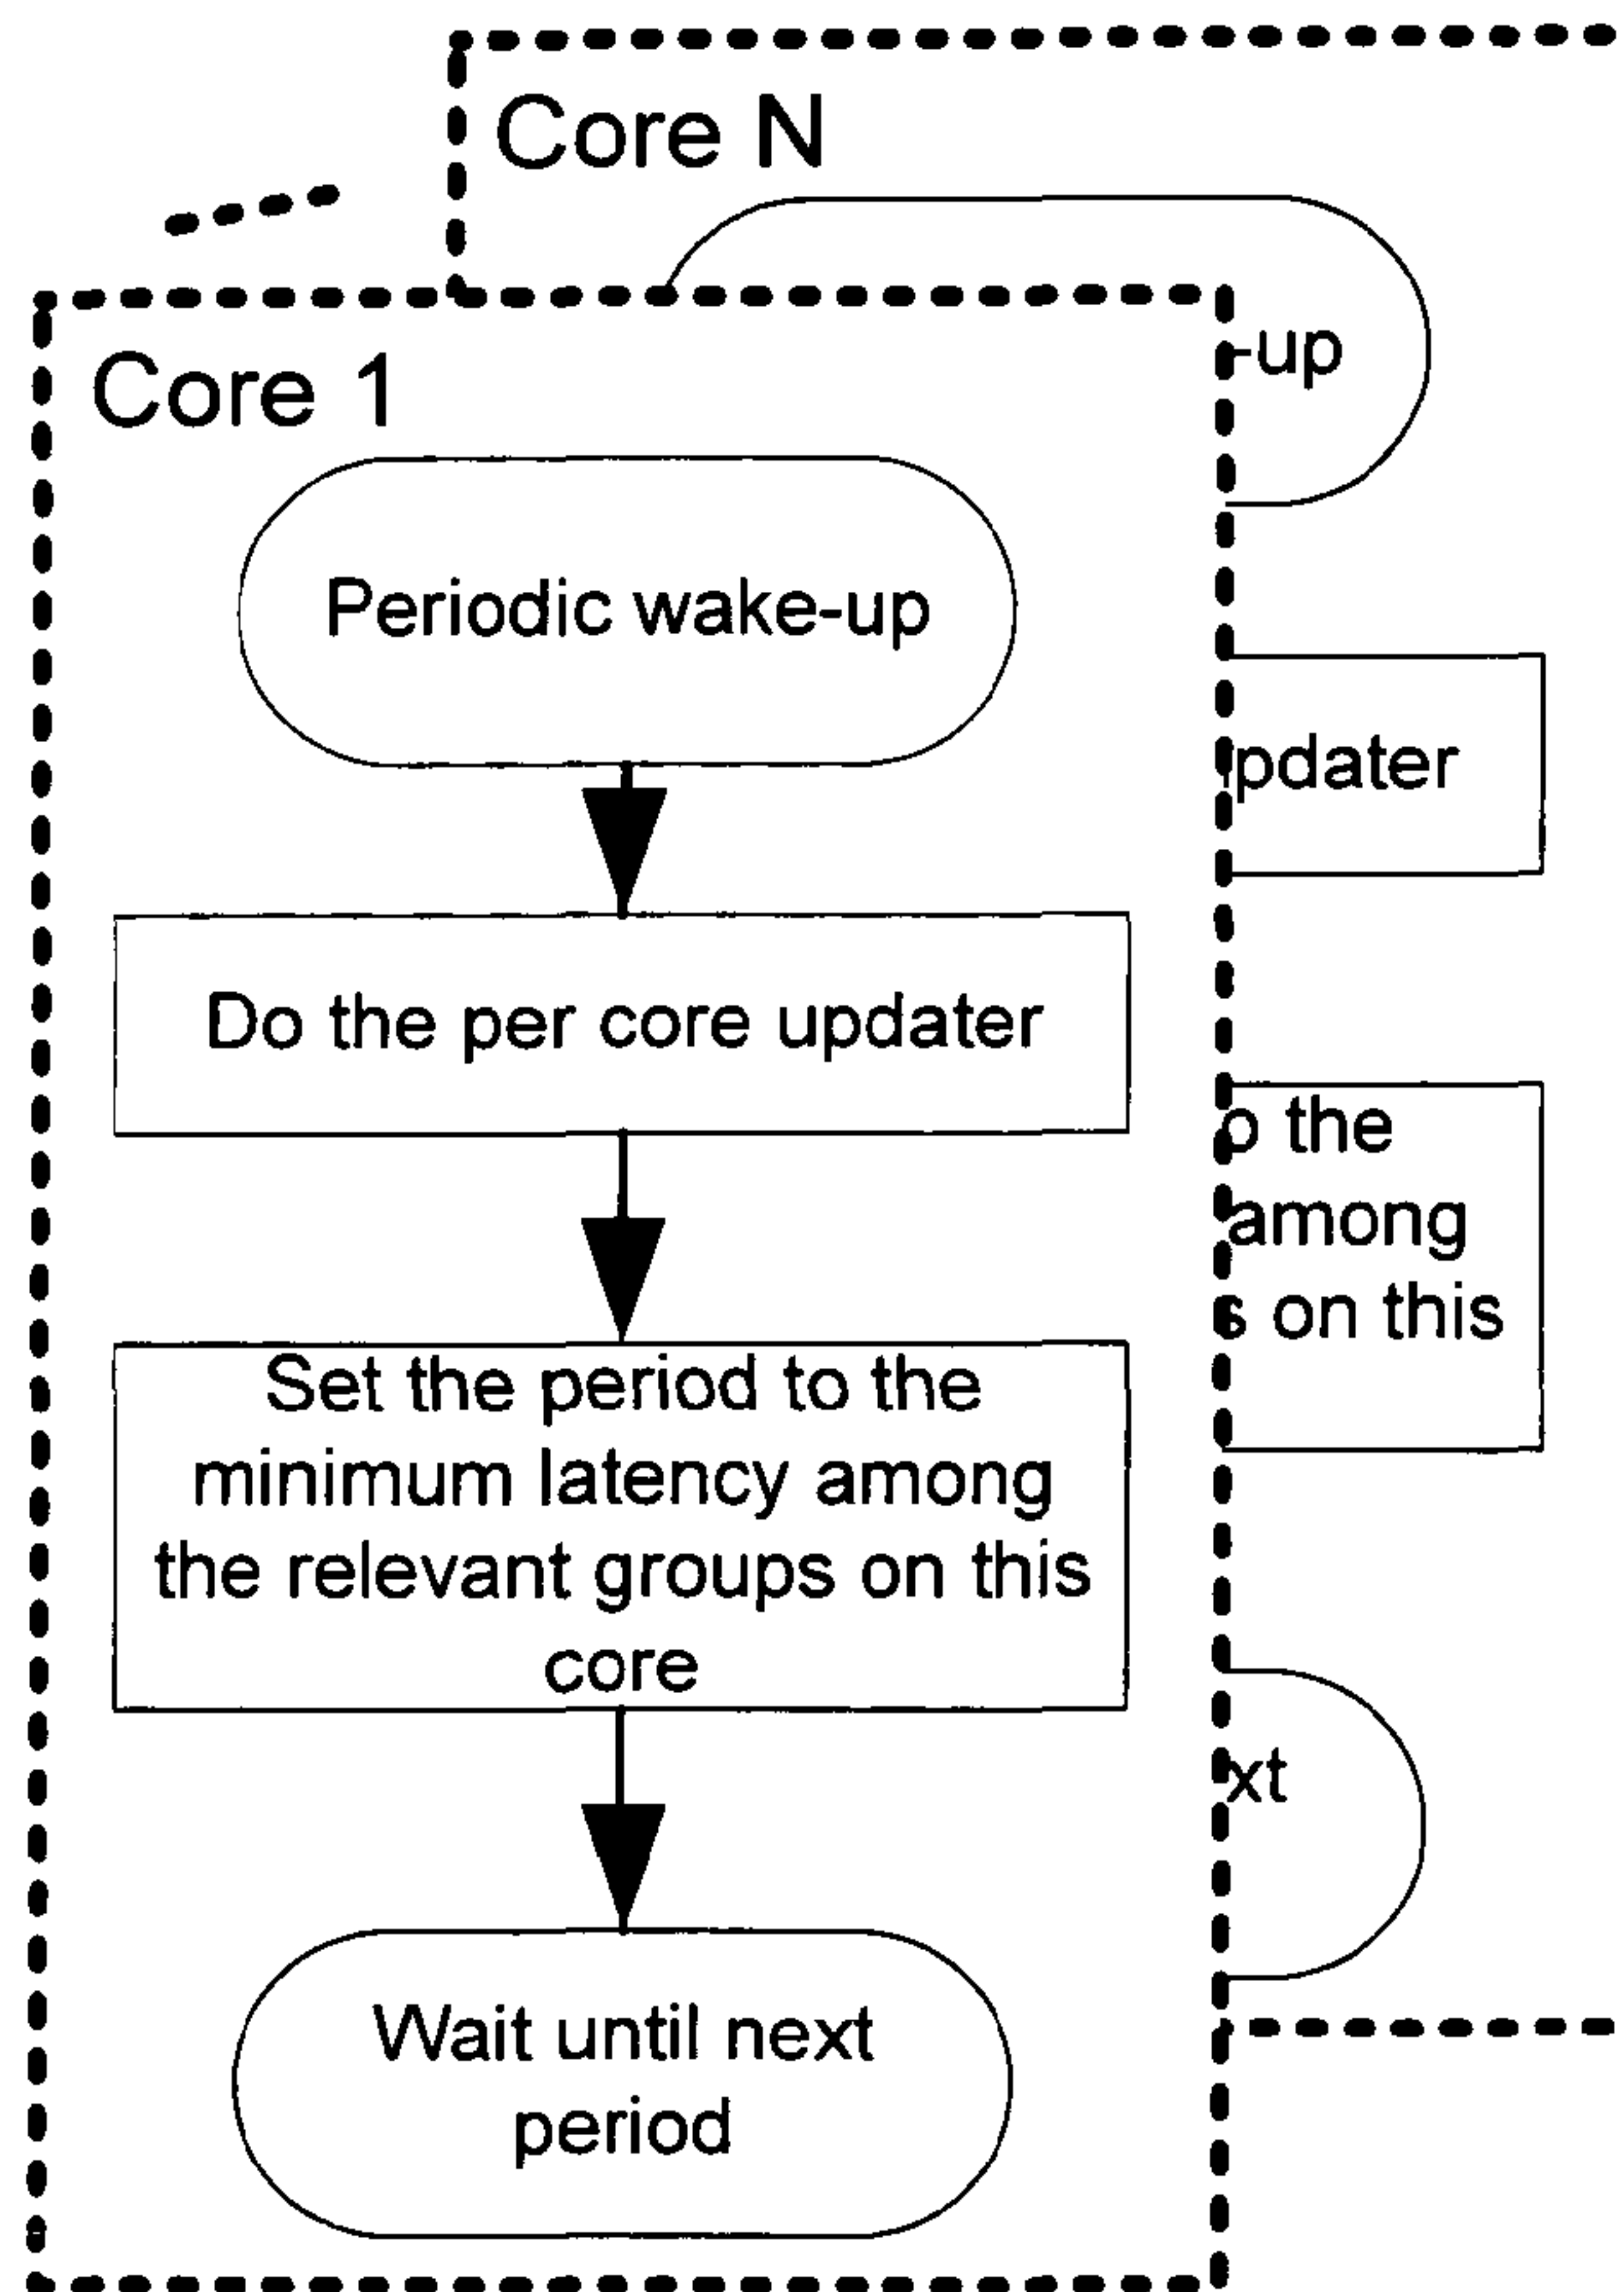 Core N
-up
pdater
o the
among
s on this
xt
Core 1
Periodic wake-up
Do the per core updater
Set the period to the
minimum latency among
the relevant groups on this
core
Wait until next
period